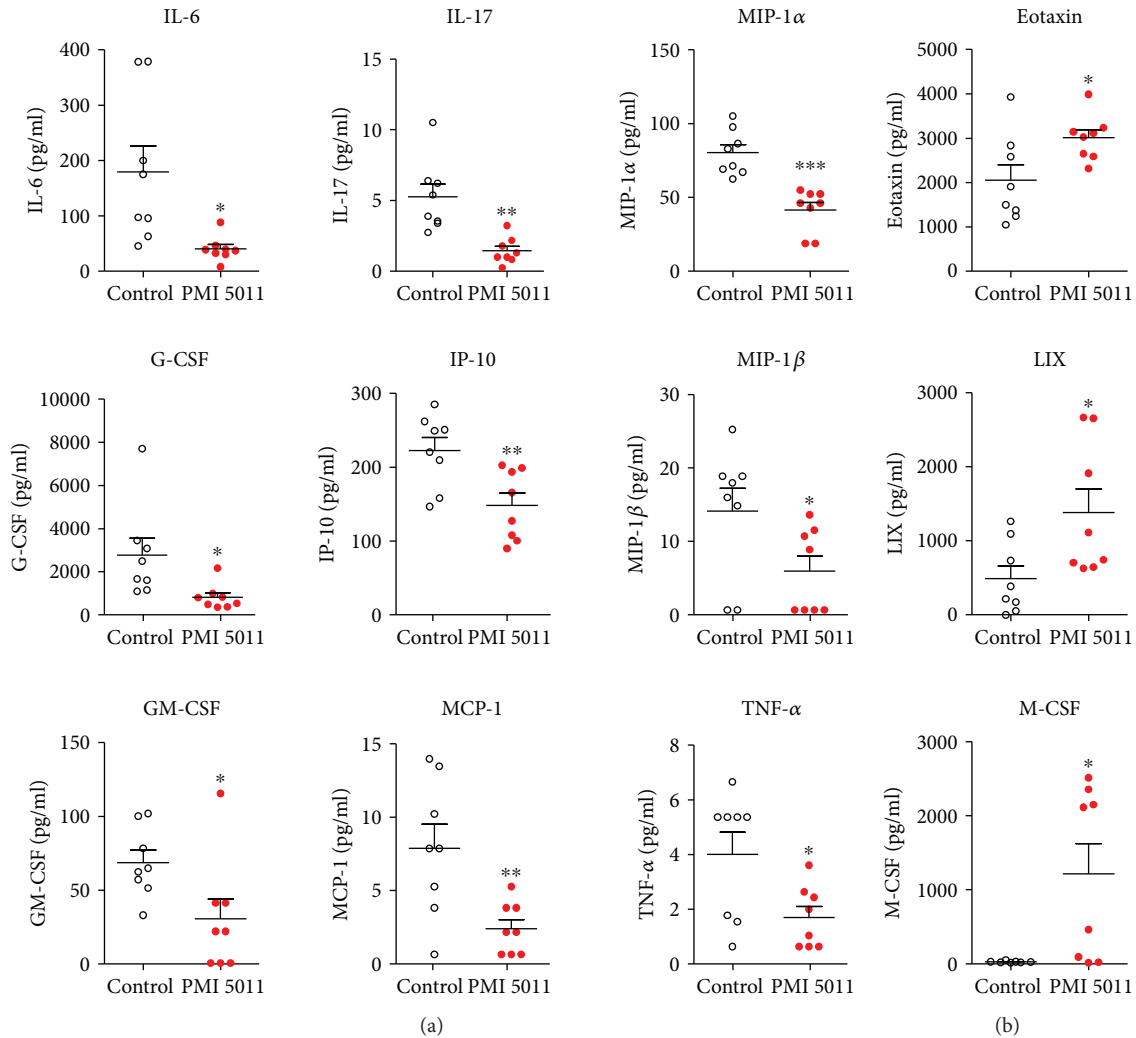 IL-6
IL-6 (pg/ml)
400
300
200
100
0
*
Control PMI 5011
IL-17
IL-17 (pg/ml)
15
10
5
0
**
Control PMI 5011
MIP-1α
MIP-1α (pg/ml)
150
100
50
0
***
Control PMI 5011
Eotaxin
Eotaxin (pg/ml)
5000
4000
3000
2000
1000
0
*
Control PMI 5011
G-CSF
G-CSF (pg/ml)
10000
8000
6000
4000
2000
0
*
Control PMI 5011
IP-10
IP-10 (pg/ml)
300
200
100
0
**
Control PMI 5011
MIP-1β
MIP-1β (pg/ml)
30
20
10
0
*
Control PMI 5011
LIX
LIX (pg/ml)
3000
2000
1000
0
*
Control PMI 5011
GM-CSF
GM-CSF (pg/ml)
150
100
50
0
*
Control PMI 5011
MCP-1
MCP-1 (pg/ml)
15
10
5
0
**
Control PMI 5011
TNF-α
TNF-α (pg/ml)
8
6
4
2
0
*
Control PMI 5011
M-CSF
M-CSF (pg/ml)
3000
2000
1000
0
*
Control PMI 5011
(a)
(b)